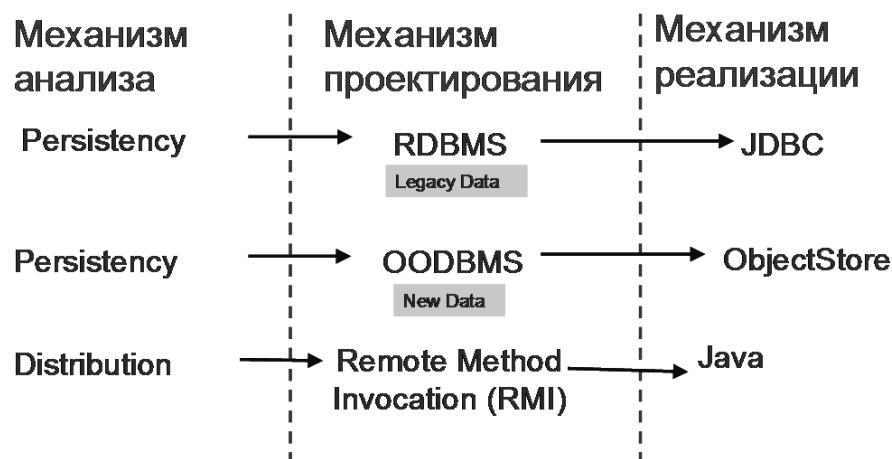 Механизм анализа
Механизм проектирования
Механизм реализации
Persistency
RDBMS
JDBC
Legacy Data
Persistency
OODBMS
ObjectStore
New Data
Distribution
Remote Method
Invocation (RMI)
Java